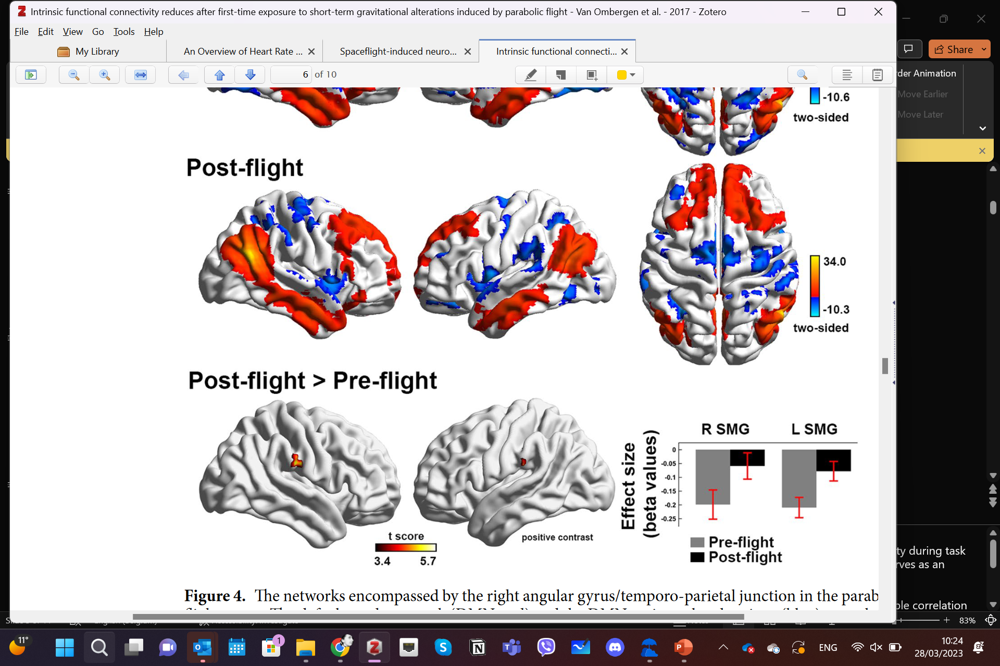 Intrinsic functional connectivity reduces after first-time exposure to short-term gravitational alterations induced by parabolic flight - Van Ombergen et al. - 2017 - Zotero
File Edit View Go Tools Help
My Library
An Overview of Heart Rate ...
Spaceflight-induced neuro...
Intrinsic functional connecti...
Share
6 of 10
der Animation
Move Earlier
Move Later
-10.6
two-sided
Post-flight
34.0
-10.3
two-sided
Post-flight > Pre-flight
t score
3.4 5.7
positive contrast
Effect size
(beta values)
R SMG L SMG
0
-0.05
-0.1
-0.15
-0.2
-0.25
Pre-flight
Post-flight
Figure 4. The networks encompassed by the right angular gyrus/temporo-parietal junction in the parab
ty during task
rves as an
ble correlation
83%
11°
1
ENG
10:24
28/03/2023